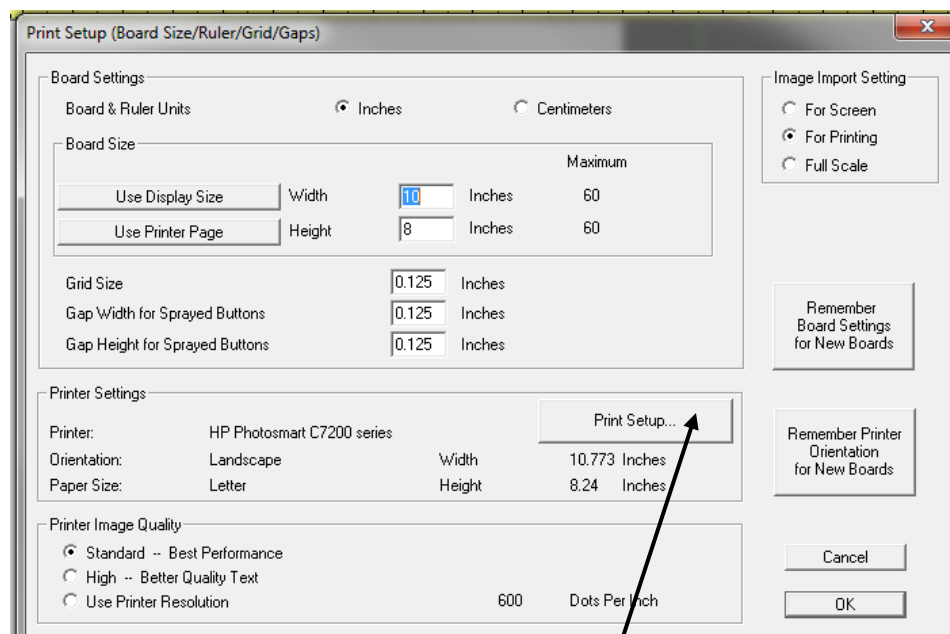 Print Setup (Board Size/Ruler/Grid/Gaps)
X
Board Settings
Board & Ruler Units Inches Centimeters
Board Size
Maximum
Use Display Size Width 10 Inches 60
Use Printer Page Height 8 Inches 60
Grid Size 0.125 Inches
Gap Width for Sprayed Buttons 0.125 Inches
Gap Height for Sprayed Buttons 0.125 Inches
Image Import Setting
For Screen
For Printing
Full Scale
Remember
Board Settings
for New Boards
Printer Settings
Print Setup...
Printer: HP Photosmart C7200 series
Orientation: Landscape Width 10.773 Inches
Paper Size: Letter Height 8.24 Inches
Remember Printer
Orientation
for New Boards
Printer Image Quality
Standard -- Best Performance
High -- Better Quality Text
Use Printer Resolution 600 Dots Per Inch
Cancel
OK